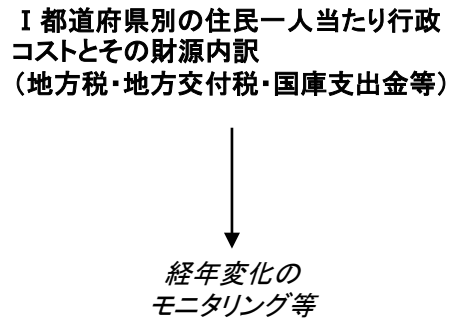 Ⅰ都道府県別の住民一人当たり行政
コストとその財源内訳
（地方税・地方交付税・国庫支出金等）
経年変化の
モニタリング等